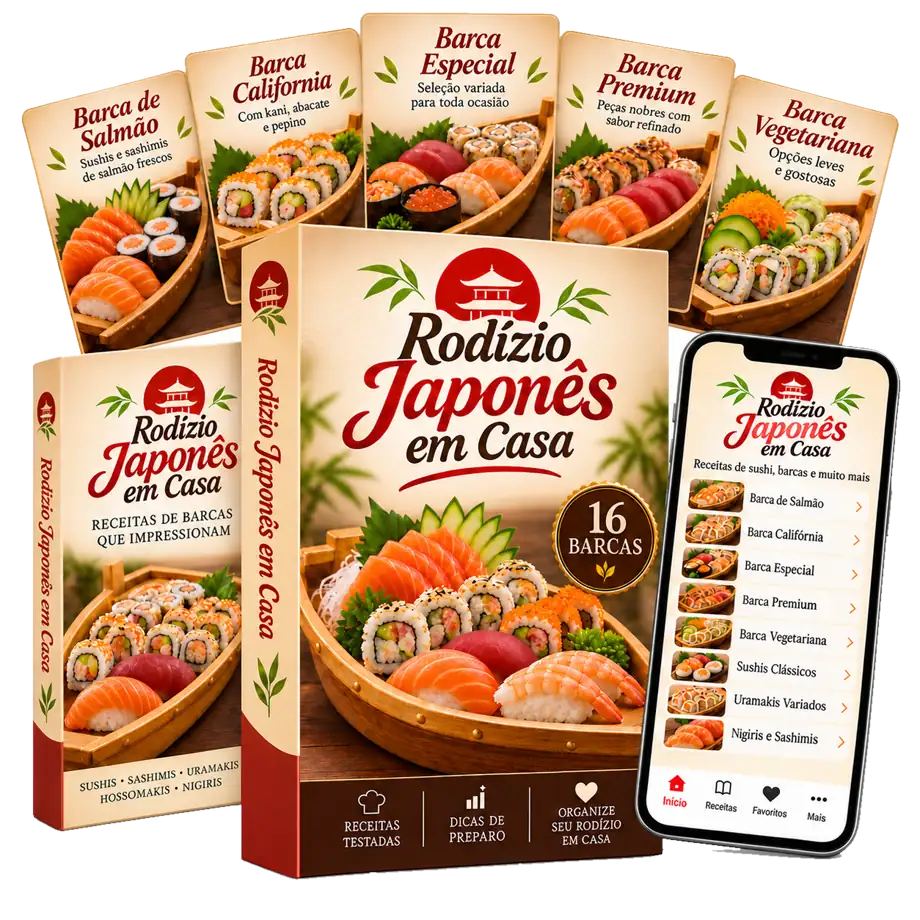 Barca de
Salmão
Sushis e sashimis
de salmão frescos
Barca
California
Com kani, abacate
e pepino
Barca
Especial
Seleção variada
para toda ocasião
Barca
Premium
Peças nobres com
sabor refinado
Barca
Vegetariana
Opções leves
e gostosas
Rodízio
Japonês
em Casa
RECEITAS DE BARCAS
QUE IMPRESSIONAM
SUSHIS • SASHIMIS • URAMAKIS
HOSSOMAKIS • NIGIRIS
Rodízio Japonês em Casa
Rodízio Japonês em Casa
Rodízio
Japonês
em Casa
16
BARCAS
RECEITAS
TESTADAS
DICAS DE
PREPARO
ORGANIZE
SEU RODÍZIO
EM CASA
Rodízio
Japonês
em Casa
Receitas de sushi, barcas e muito mais
Barca de Salmão
Barca Califórnia
Barca Especial
Barca Premium
Barca Vegetariana
Sushis Clássicos
Uramakis Variados
Nigiris e Sashimis
Início
Receitas
Favoritos
Mais